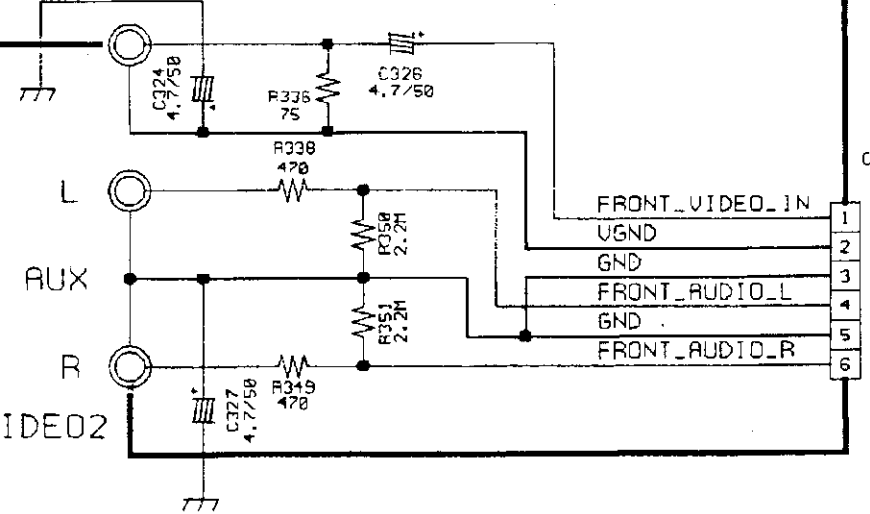 C324
4.7/50
R336
75
C326
4.7/50
R338
470
L
R350
2.2M
AUX
R351
2.2M
R
R349
470
C327
4.7/50
IDEO2
FRONT_VIDEO_IN
VGND
GND
FRONT_AUDIO_L
GND
FRONT_AUDIO_R
1
2
3
4
5
6